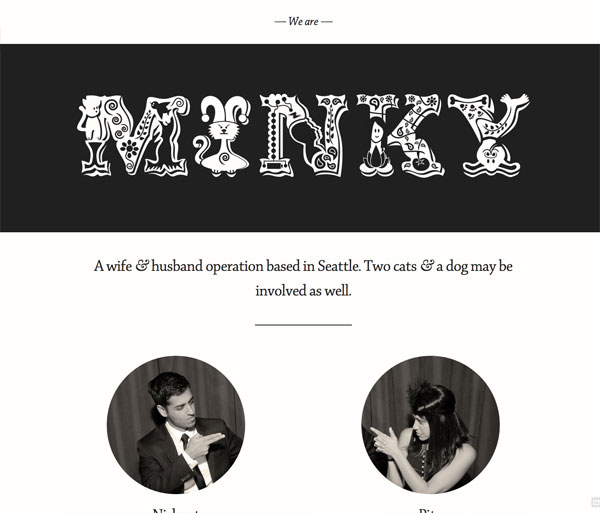 — We are —
MINKY
A wife & husband operation based in Seattle. Two cats & a dog may be
involved as well.